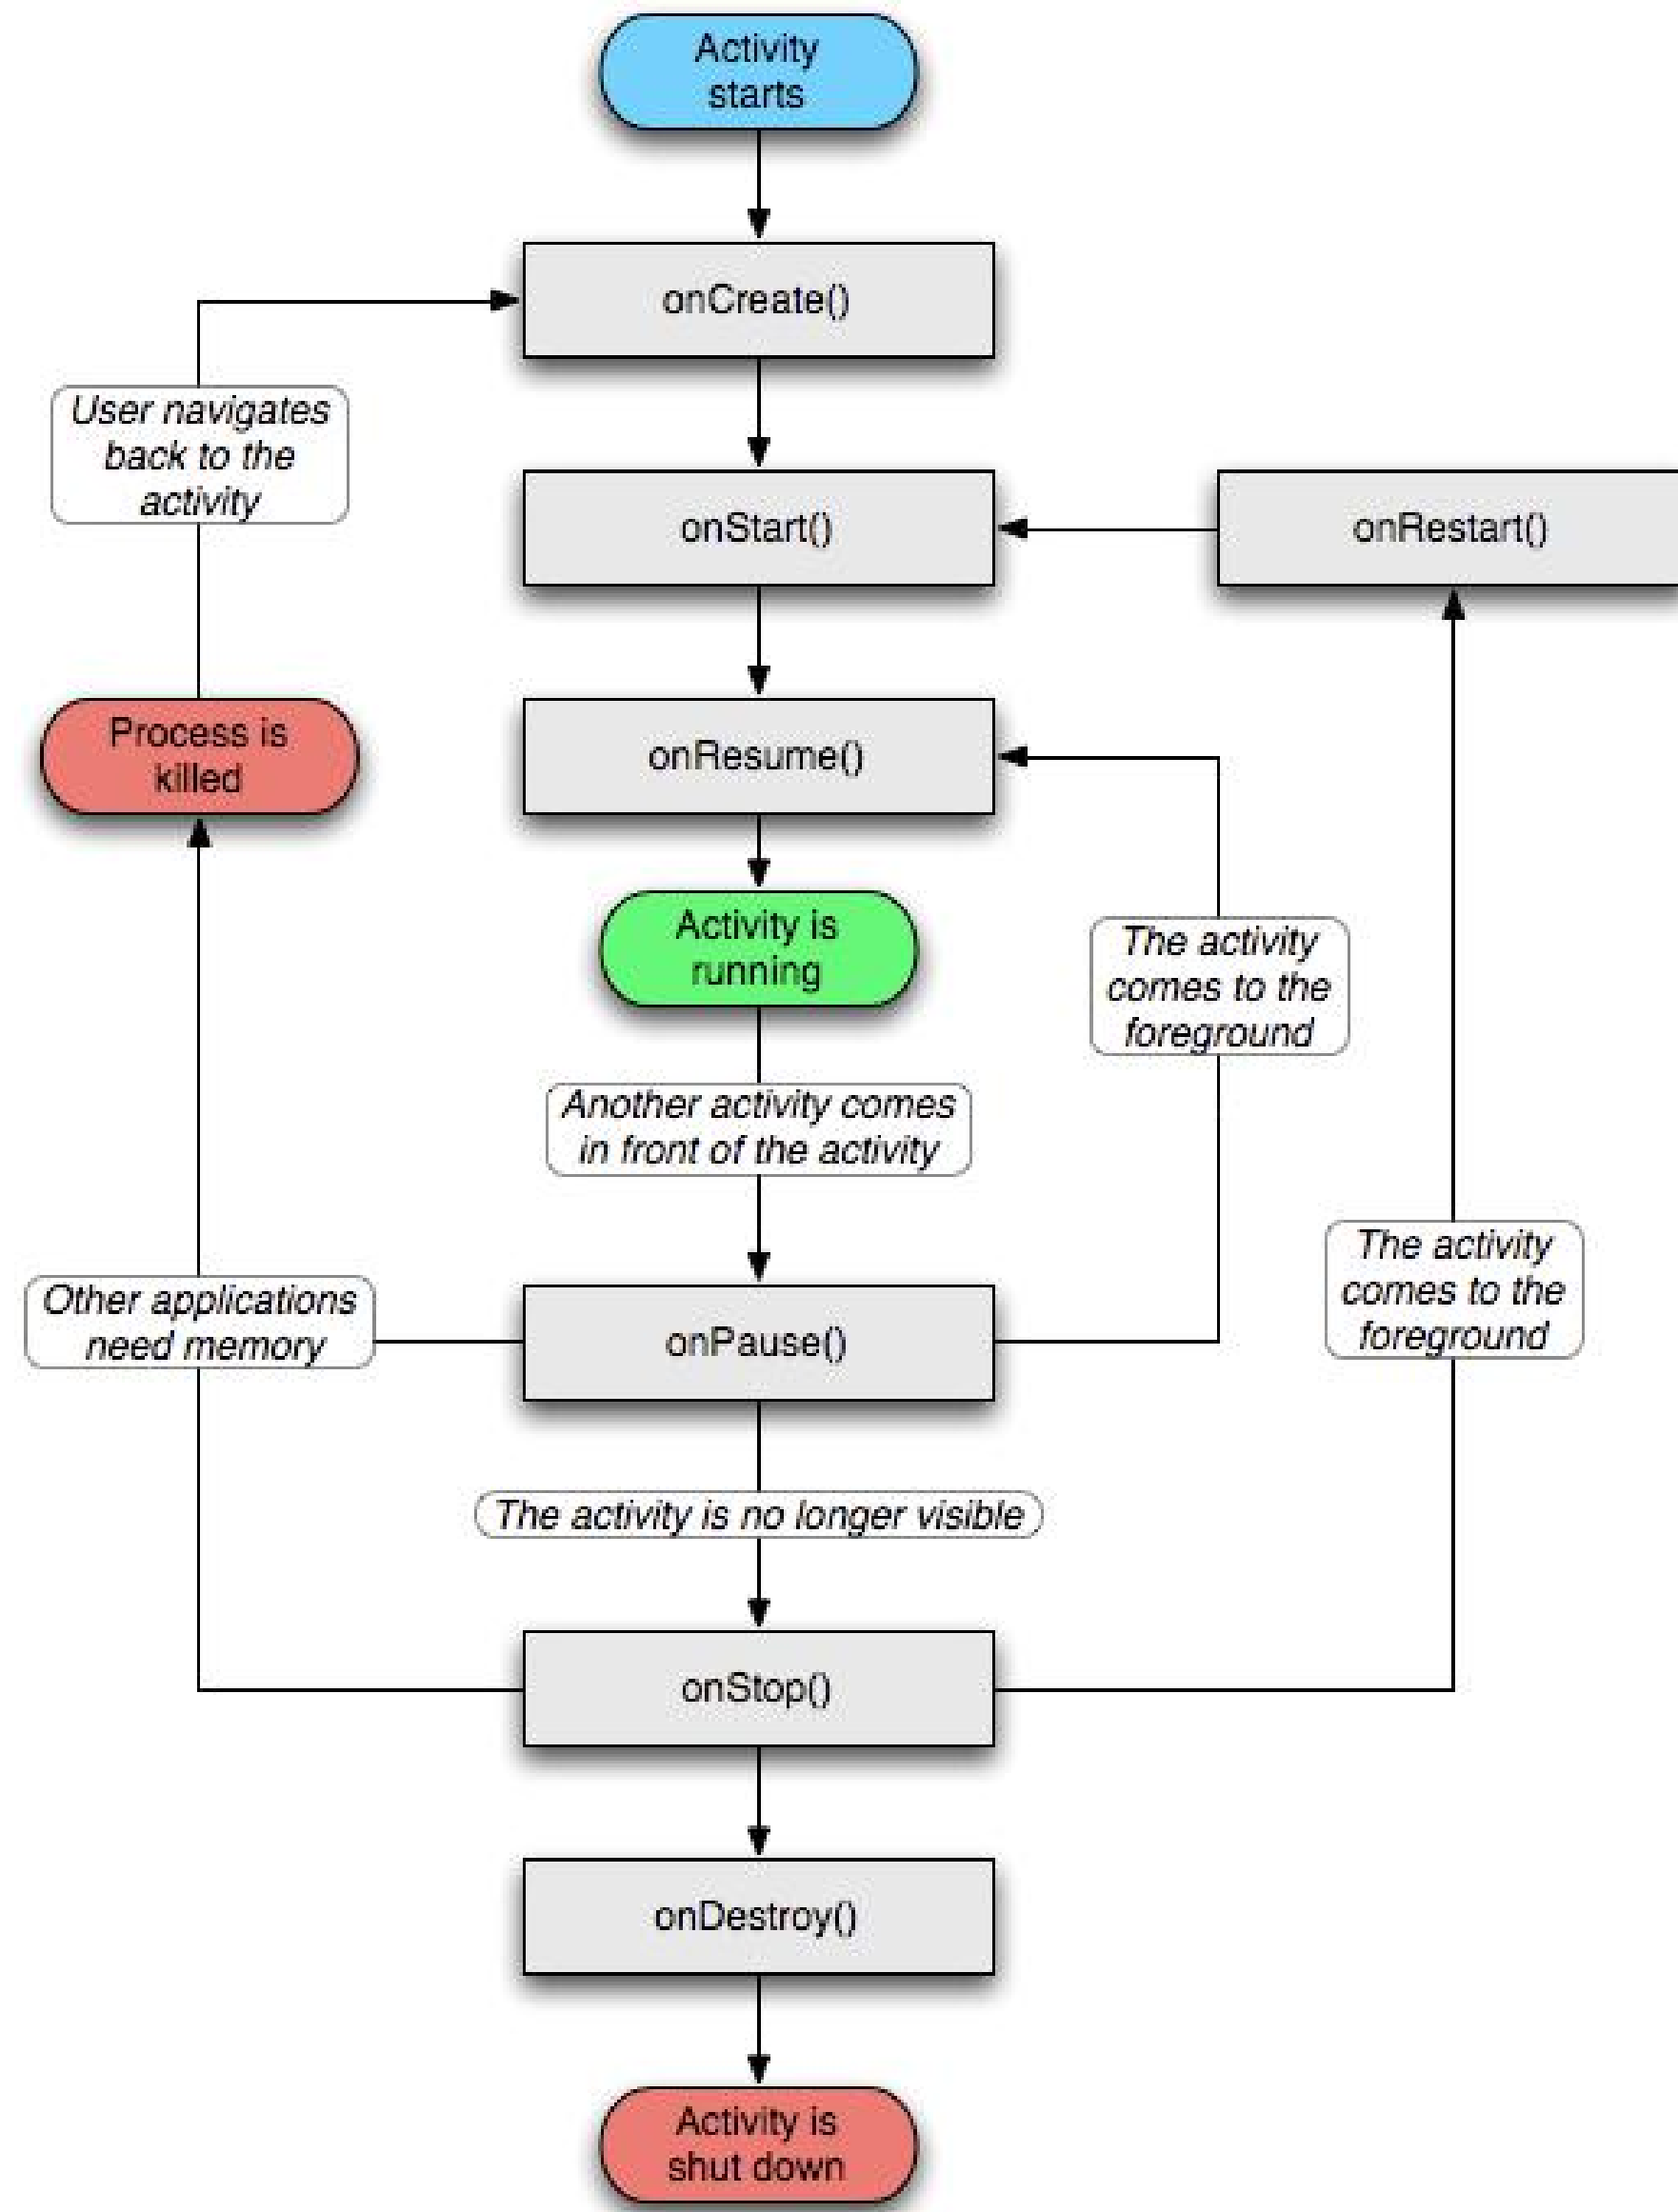 Activity
starts
onCreate()
User navigates
back to the
activity
onStart()
onRestart()
Process is
killed
onResume()
Activity is
running
The activity
comes to the
foreground
Another activity comes
in front of the activity
The activity
comes to the
foreground
Other applications
need memory
onPause()
The activity is no longer visible
onStop()
onDestroy()
Activity is
shut down